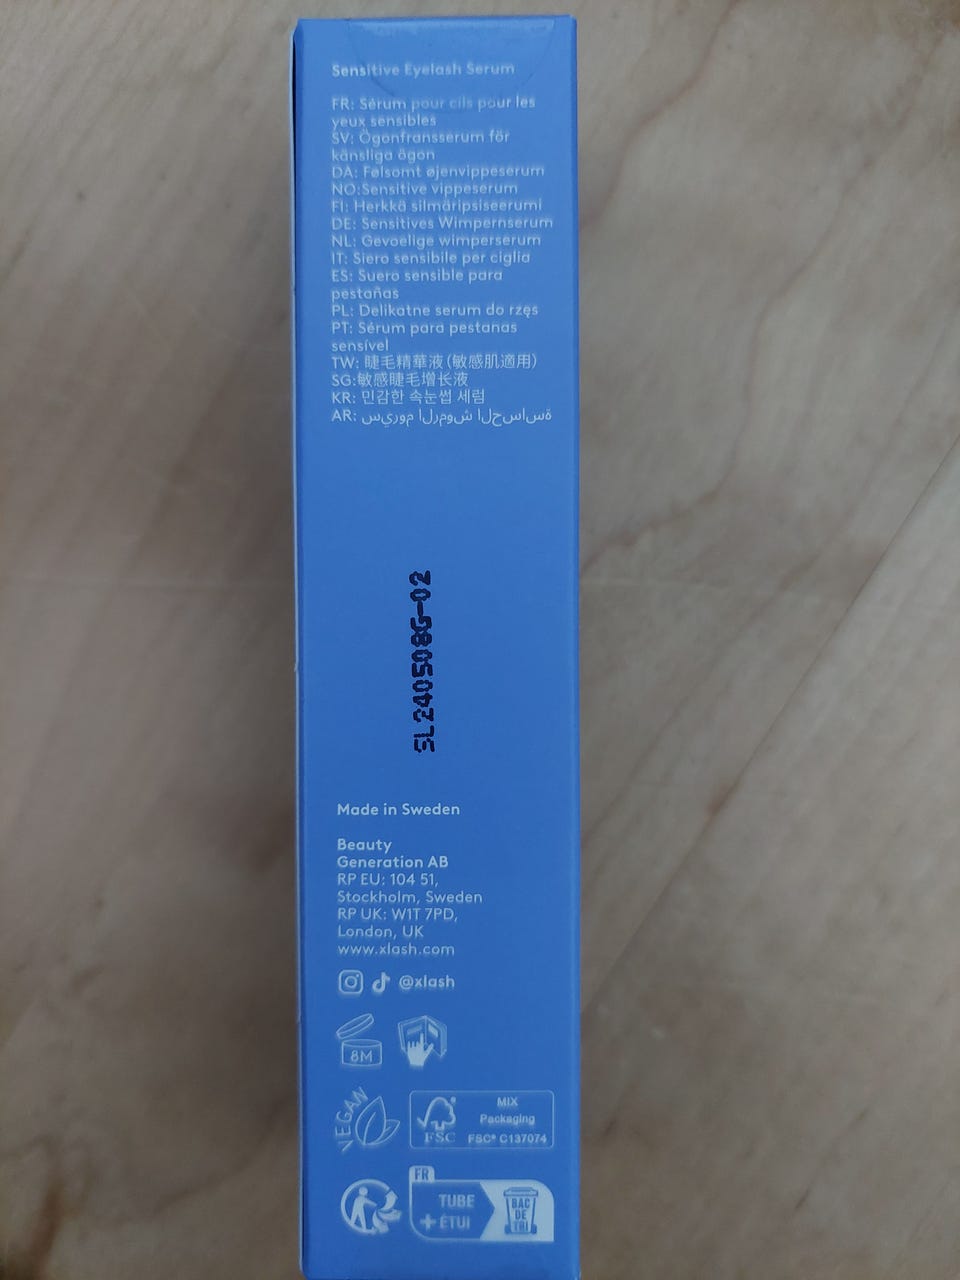 Sensitive Eyelash Serum
FR: Sérum pour cils pour les
yeux sensibles
SV: Ögonfransserum för
känsliga ögon
DA: Følsomt øjenvippeserum
NO:Sensitive vippeserum
FI: Herkkä silmäripsiseerumi
DE: Sensitives Wimpernserum
NL: Gevoelige wimperserum
IT: Siero sensibile per ciglia
ES: Suero sensible para
pestañas
PL: Delikatne serum do rzęs
PT: Sérum para pestanas
sensível
TW: 睫毛精華液 (敏感肌適用)
SG:敏感睫毛增长液
KR: 민감한 속눈썹 세럼
AR: سيروم الرموش الحساسة
SL240508G-02
Made in Sweden
Beauty
Generation AB
RP EU: 104 51,
Stockholm, Sweden
RP UK: W1T 7PD,
London, UK
www.xlash.com
@xlash
8M
VEGAN
FSC
MIX
Packaging
FSC® C137074
FR
TUBE
+ ÉTUI
BAC
DE
TRI